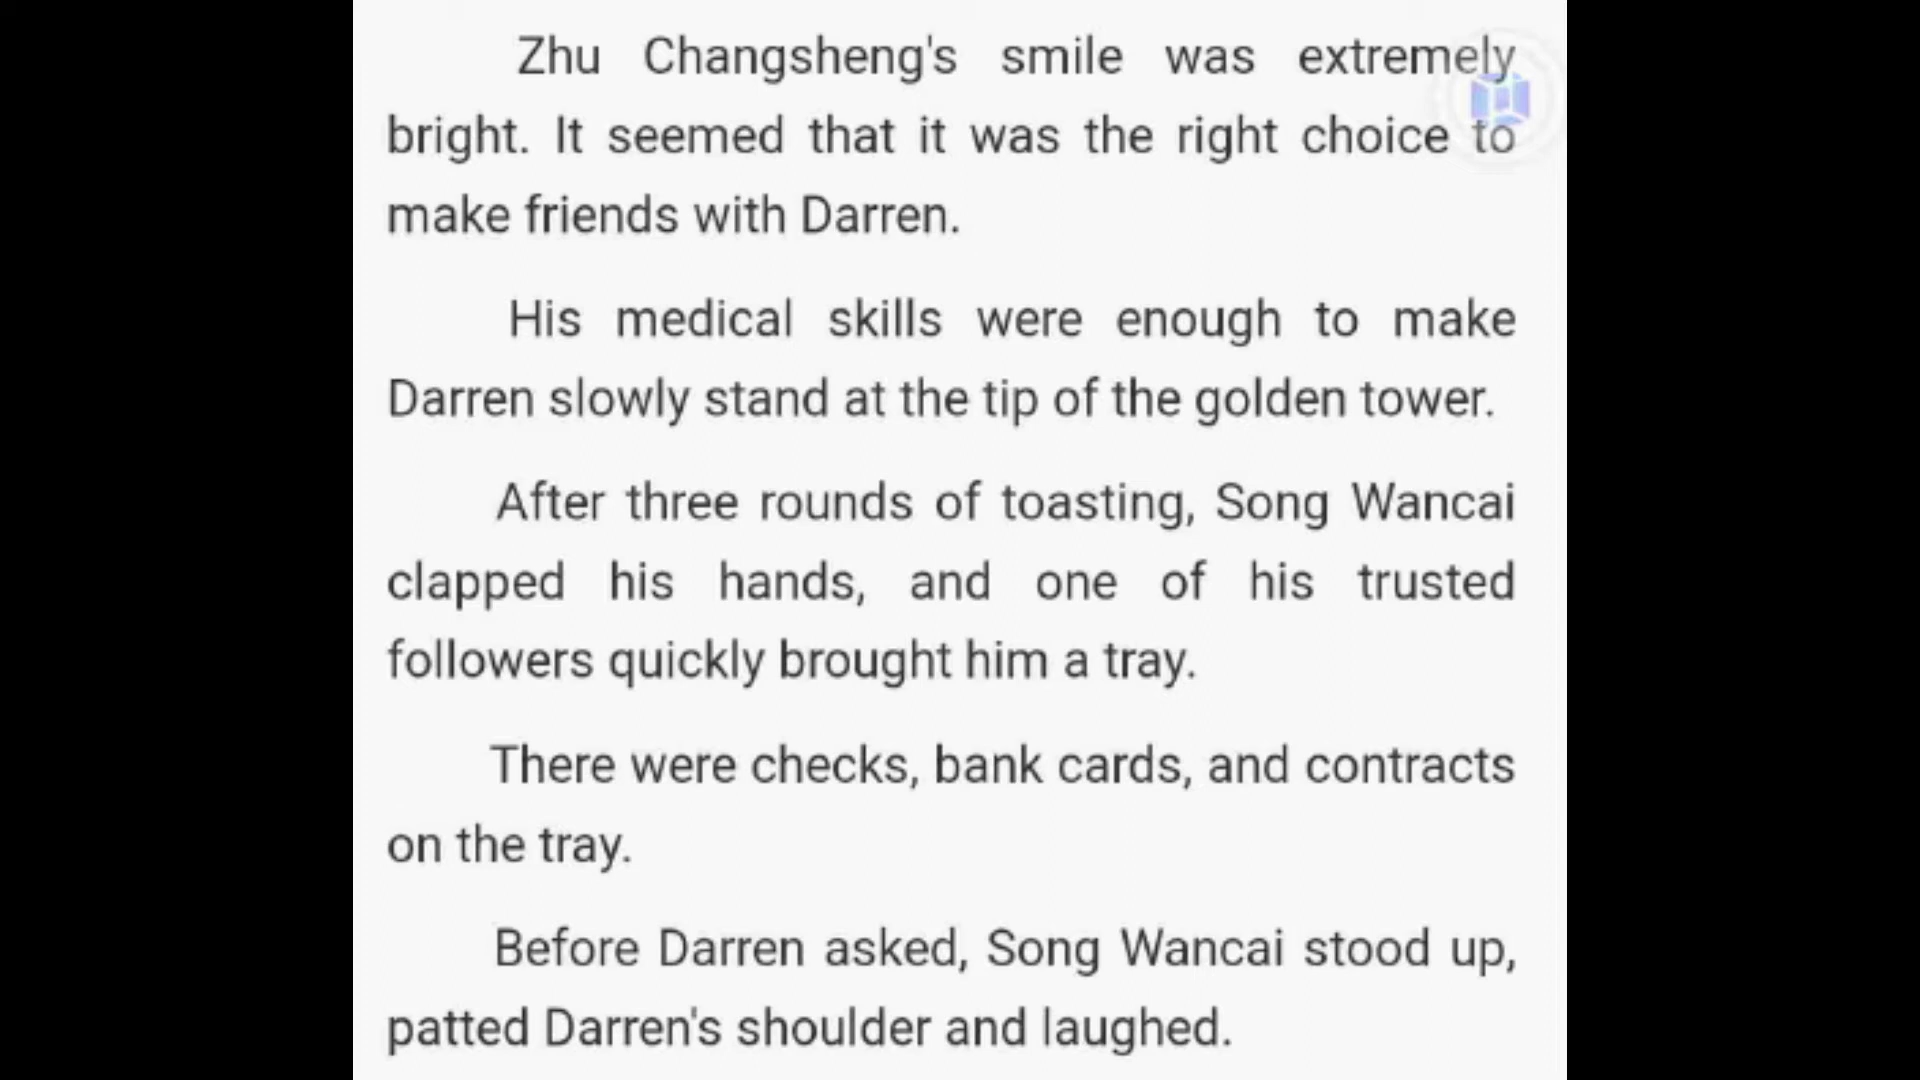 Zhu Changsheng's smile was extremely
bright. It seemed that it was the right choice to
make friends with Darren.
His medical skills were enough to make
Darren slowly stand at the tip of the golden tower.
After three rounds of toasting, Song Wancai
clapped his hands, and one of his trusted
followers quickly brought him a tray.
There were checks, bank cards, and contracts
on the tray.
Before Darren asked, Song Wancai stood up,
patted Darren's shoulder and laughed.